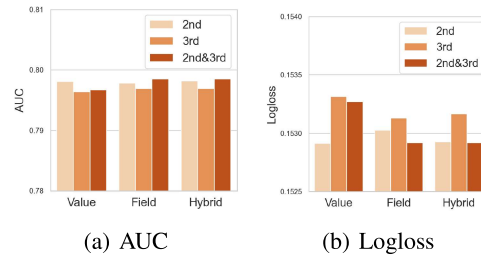 0.81
2nd
3rd
2nd&3rd
0.80
AUC
0.79
0.78
Value Field Hybrid
(a) AUC
0.1540
2nd
3rd
2nd&3rd
0.1535
Logloss
0.1530
0.1525
Value Field Hybrid
(b) Logloss